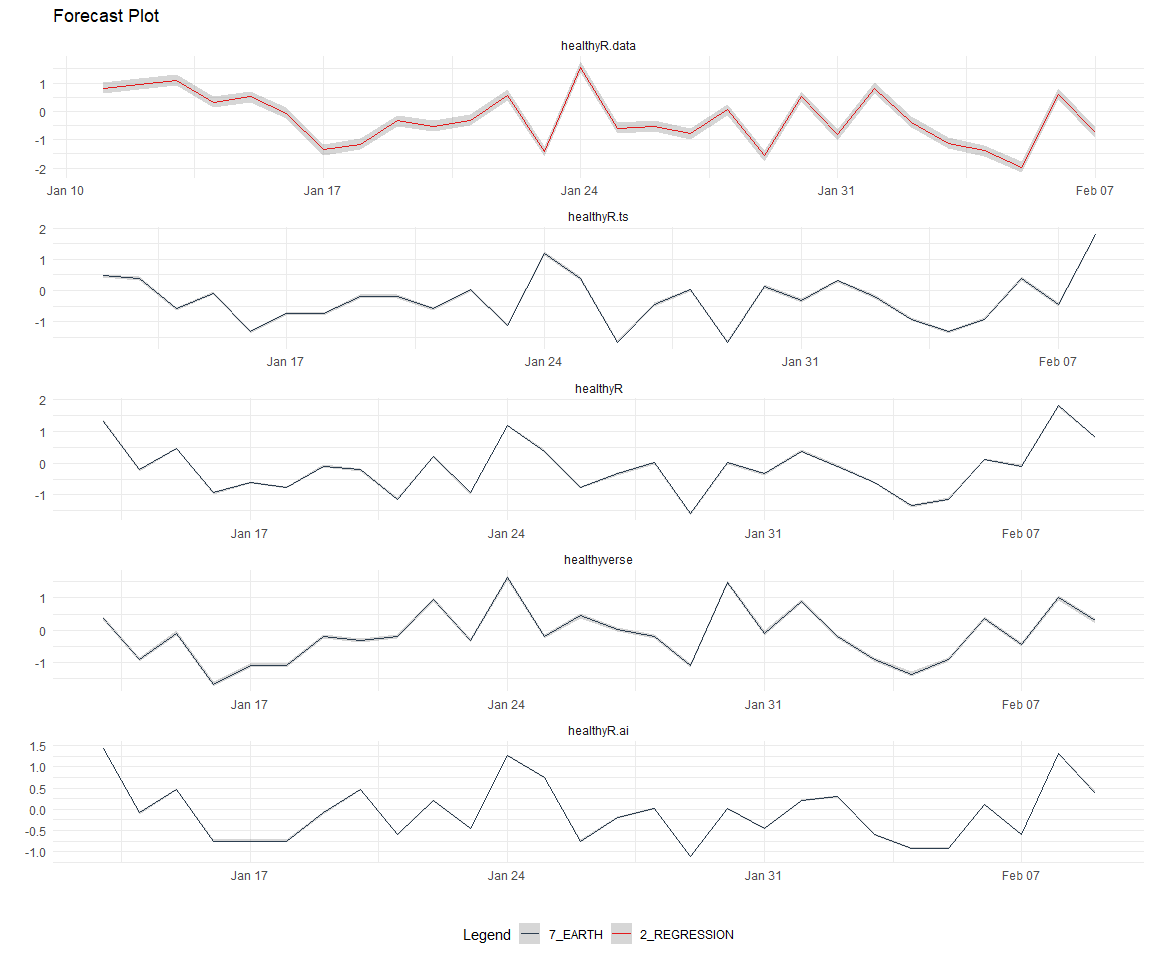 Forecast Plot
healthyR.data
1
0
-1
-2
Jan 10 Jan 17 Jan 24 Jan 31 Feb 07
healthyR.ts
2
1
0
-1
Jan 17 Jan 24 Jan 31 Feb 07
healthyR
2
1
0
-1
Jan 17 Jan 24 Jan 31 Feb 07
healthyverse
1
0
-1
Jan 17 Jan 24 Jan 31 Feb 07
healthyR.ai
1.5
1.0
0.5
0.0
-0.5
-1.0
Jan 17 Jan 24 Jan 31 Feb 07
Legend 7_EARTH 2_REGRESSION